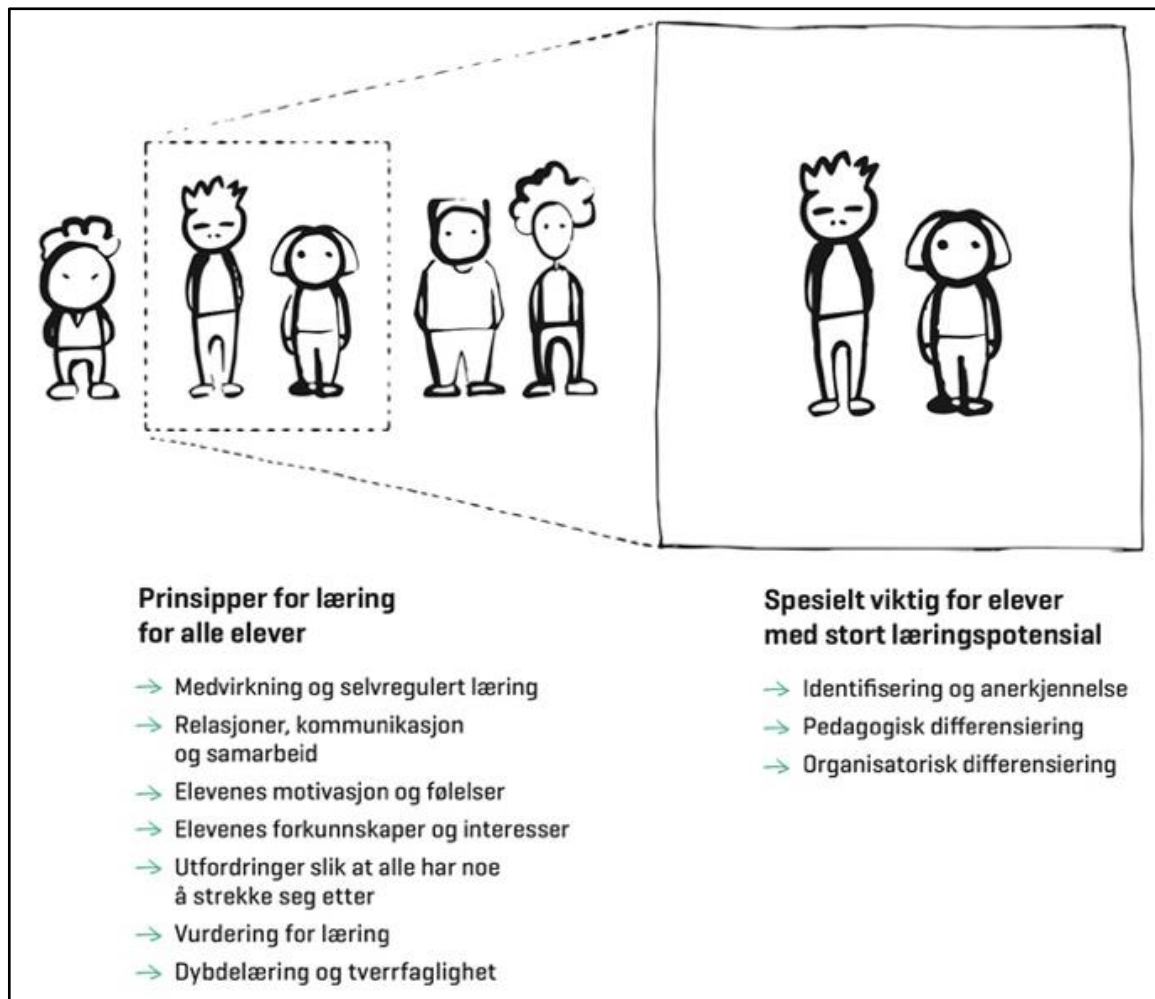 Prinsipper for læring
for alle elever
→ Medvirkning og selvregulert læring
→ Relasjoner, kommunikasjon
og samarbeid
→ Elevenes motivasjon og følelser
→ Elevenes forkunnskaper og interesser
→ Utfordringer slik at alle har noe
å strekke seg etter
→ Vurdering for læring
→ Dybdelæring og tverrfaglighet
Spesielt viktig for elever
med stort læringspotensial
→ Identifisering og anerkjennelse
→ Pedagogisk differensiering
→ Organisatorisk differensiering